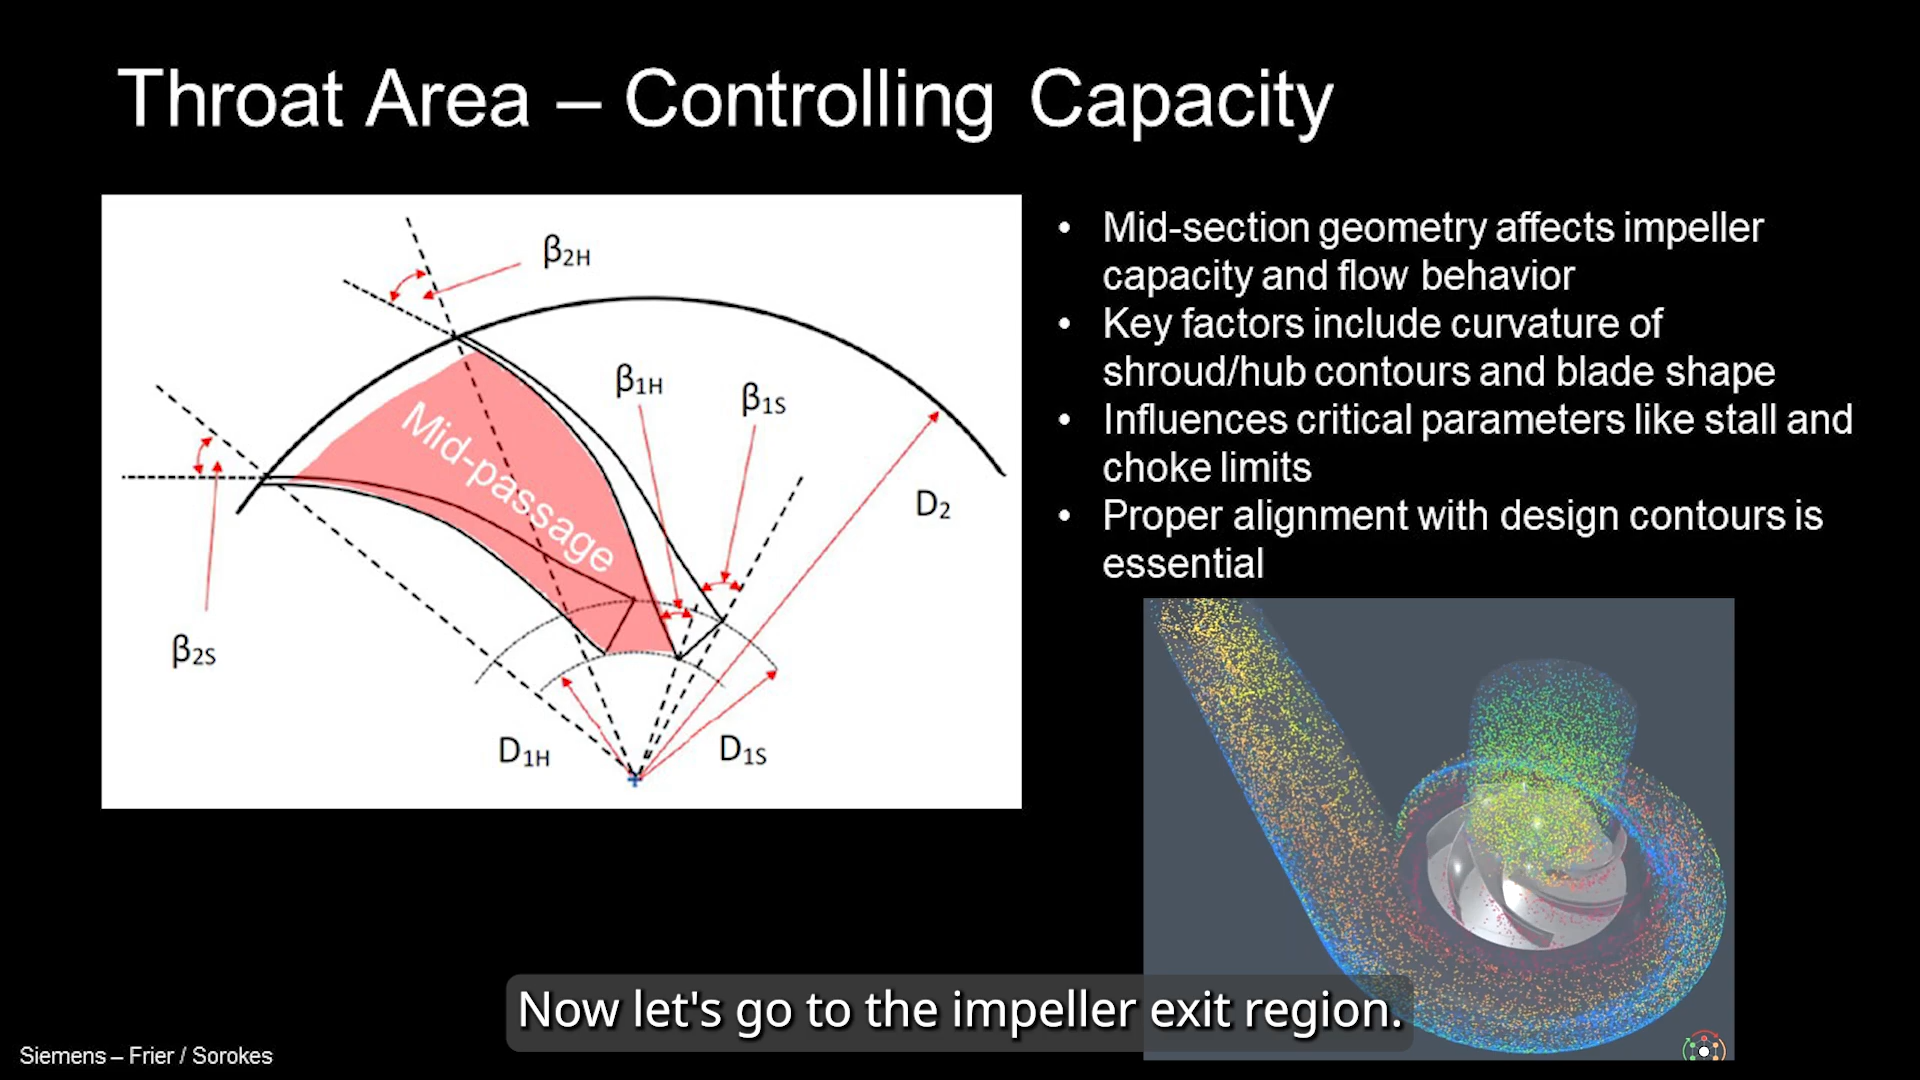 Throat Area – Controlling Capacity
β2H
β1H
β1S
Mid-passage
D2
β2S
D1H
D1S
• Mid-section geometry affects impeller
capacity and flow behavior
• Key factors include curvature of
shroud/hub contours and blade shape
• Influences critical parameters like stall and
choke limits
• Proper alignment with design contours is
essential
Now let's go to the impeller exit region.
Siemens – Frier / Sorokes